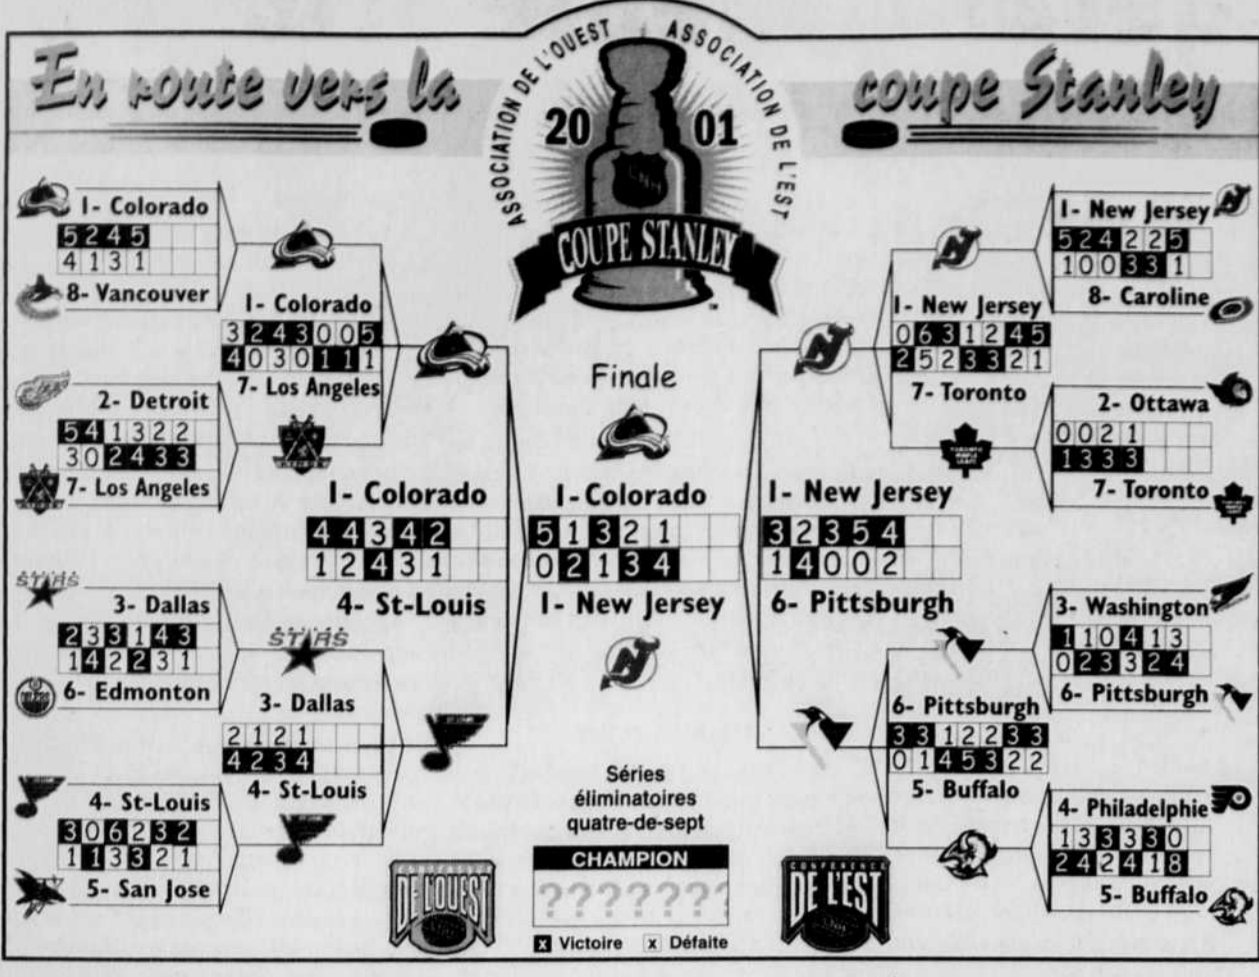 En route vers la coupe Stanley
ASSOCIATION DE L'OUEST
ASSOCIATION DE L'EST
20 01
COUPE STANLEY
1- Colorado
5 2 4 5
4 1 3 1
8- Vancouver
2- Detroit
5 4 1 3 2 2
3 0 2 4 3 3
7- Los Angeles
STARS
3- Dallas
2 3 3 1 4 3
1 4 2 2 3 1
6- Edmonton
4- St-Louis
3 0 6 2 3 2
1 1 3 3 2 1
5- San Jose
1- Colorado
3 2 4 3 0 0 5
4 0 3 0 1 1 1
7- Los Angeles
STARS
3- Dallas
2 1 2 1
4 2 3 4
4- St-Louis
1- Colorado
4 4 3 4 2
1 2 4 3 1
4- St-Louis
Finale
1- Colorado
5 1 3 2 1
0 2 1 3 4
1- New Jersey
1- New Jersey
3 2 3 5 4
1 4 0 0 2
6- Pittsburgh
1- New Jersey
0 6 3 1 2 4 5
2 5 2 3 3 2 1
7- Toronto
6- Pittsburgh
3 3 1 2 2 3 3
0 1 4 5 3 2 2
5- Buffalo
1- New Jersey
5 2 4 2 2 5
1 0 0 3 3 1
8- Caroline
2- Ottawa
0 0 2 1
1 3 3 3
7- Toronto
3- Washington
1 1 0 4 1 3
0 2 3 3 2 4
6- Pittsburgh
4- Philadelphie
1 3 3 3 3 0
2 4 2 4 1 8
5- Buffalo
Séries
éliminatoires
quatre-de-sept
CHAMPION
???????
X Victoire x Défaite
CONFERENCE
DE L'OUEST
CONFERENCE
DE L'EST